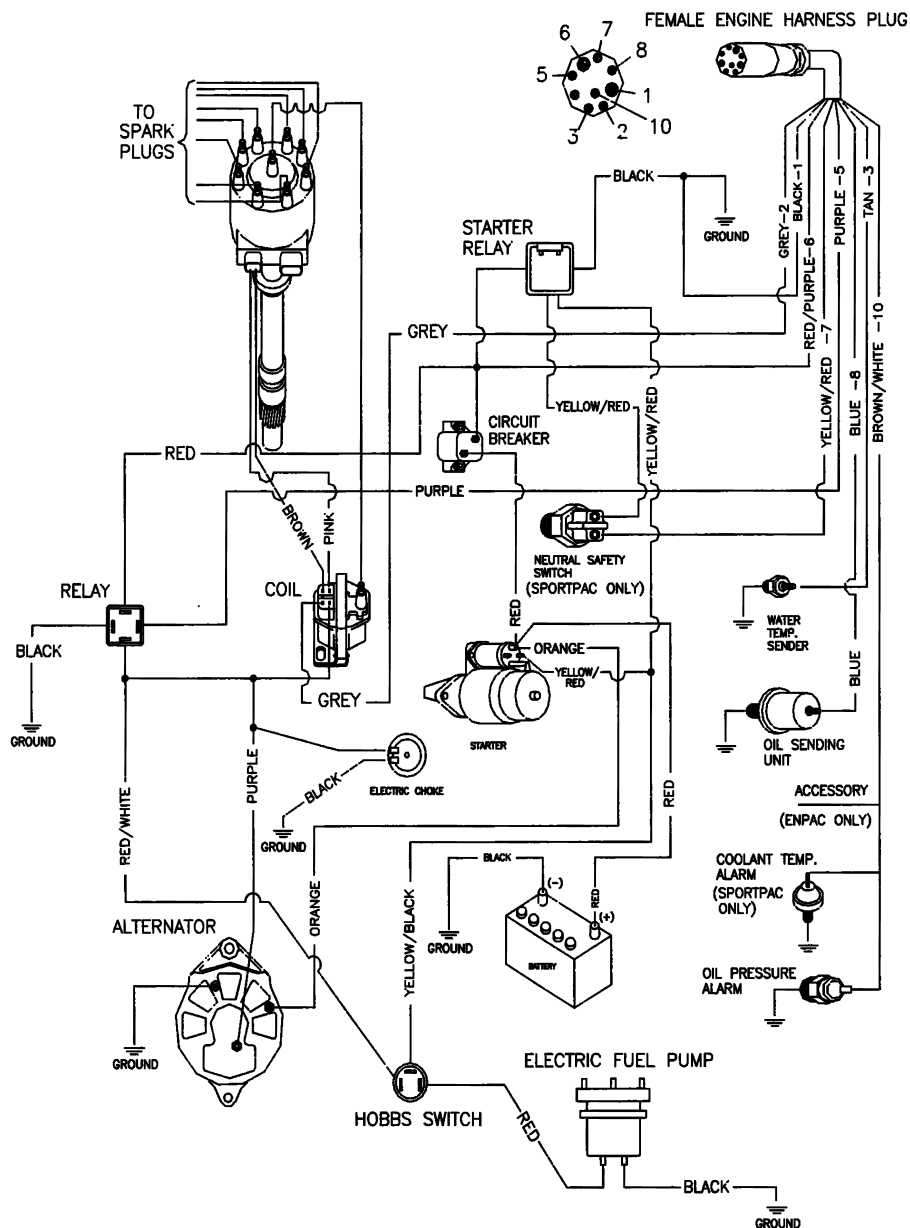 FEMALE ENGINE HARNESS PLUG
7
6
8
5
1
10
2
3
TO
SPARK
PLUGS
BLACK
GROUND
STARTER
RELAY
GREY-2
BLACK-1
RED/PURPLE-6
PURPLE -5
TAN -3
YELLOW/RED -7
BLUE -8
BROWN/WHITE -10
GREY
YELLOW/RED
YELLOW/RED
CIRCUIT
BREAKER
RED
PURPLE
BROWN
PINK
NEUTRAL SAFETY
SWITCH
(SPORTPAC ONLY)
RELAY
COIL
RED
WATER
TEMP.
SENDER
BLACK
ORANGE
YELLOW/
RED
BLUE
GREY
GROUND
STARTER
OIL SENDING
UNIT
PURPLE
BLACK
ELECTRIC CHOKE
RED
RED/WHITE
GROUND
ACCESSORY
(ENPAC ONLY)
BLACK
(-)
RED
(+)
COOLANT TEMP.
ALARM
(SPORTPAC
ONLY)
ORANGE
ALTERNATOR
YELLOW/BLACK
GROUND
BATTERY
OIL PRESSURE
ALARM
GROUND
ELECTRIC FUEL PUMP
HOBBS SWITCH
RED
BLACK
GROUND